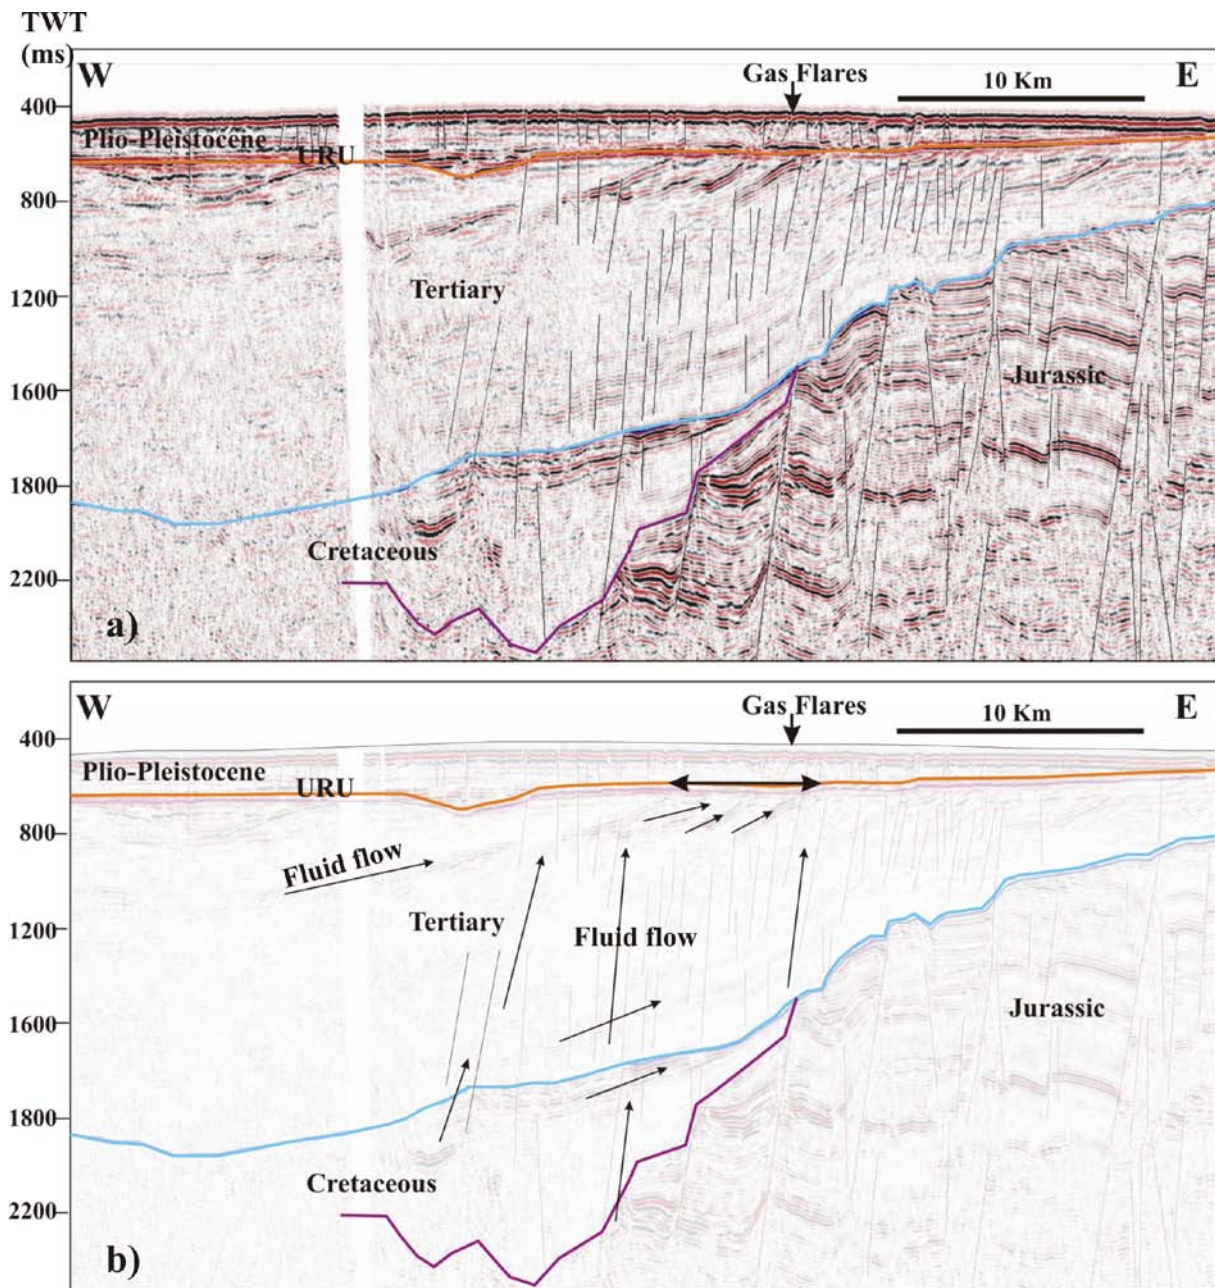 TWT
(ms)
W
Gas Flares
10 Km
E
400
Plio-Pleistocene
URU
800
Tertiary
1200
Jurassic
1600
1800
Cretaceous
2200
a)
W
Gas Flares
10 Km
E
400
Plio-Pleistocene
URU
800
Fluid flow
Tertiary
Fluid flow
1200
Jurassic
1600
1800
Cretaceous
2200
b)